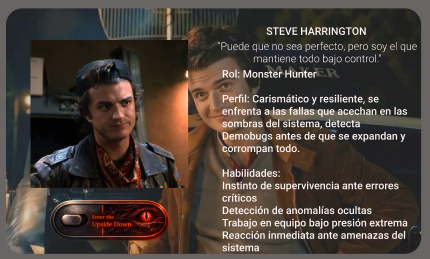 STEVE HARRINGTON
"Puede que no sea perfecto, pero soy el que
mantiene todo bajo control."
Rol: Monster Hunter
Perfil: Carismático y resiliente, se
enfrenta a las fallas que acechan en las
sombras del sistema, detecta
Demobugs antes de que se expandan y
corrompan todo.
Habilidades:
Instinto de supervivencia ante errores
críticos
Detección de anomalías ocultas
Trabajo en equipo bajo presión extrema
Reacción inmediata ante amenazas del
sistema
Enter the
Upside Down